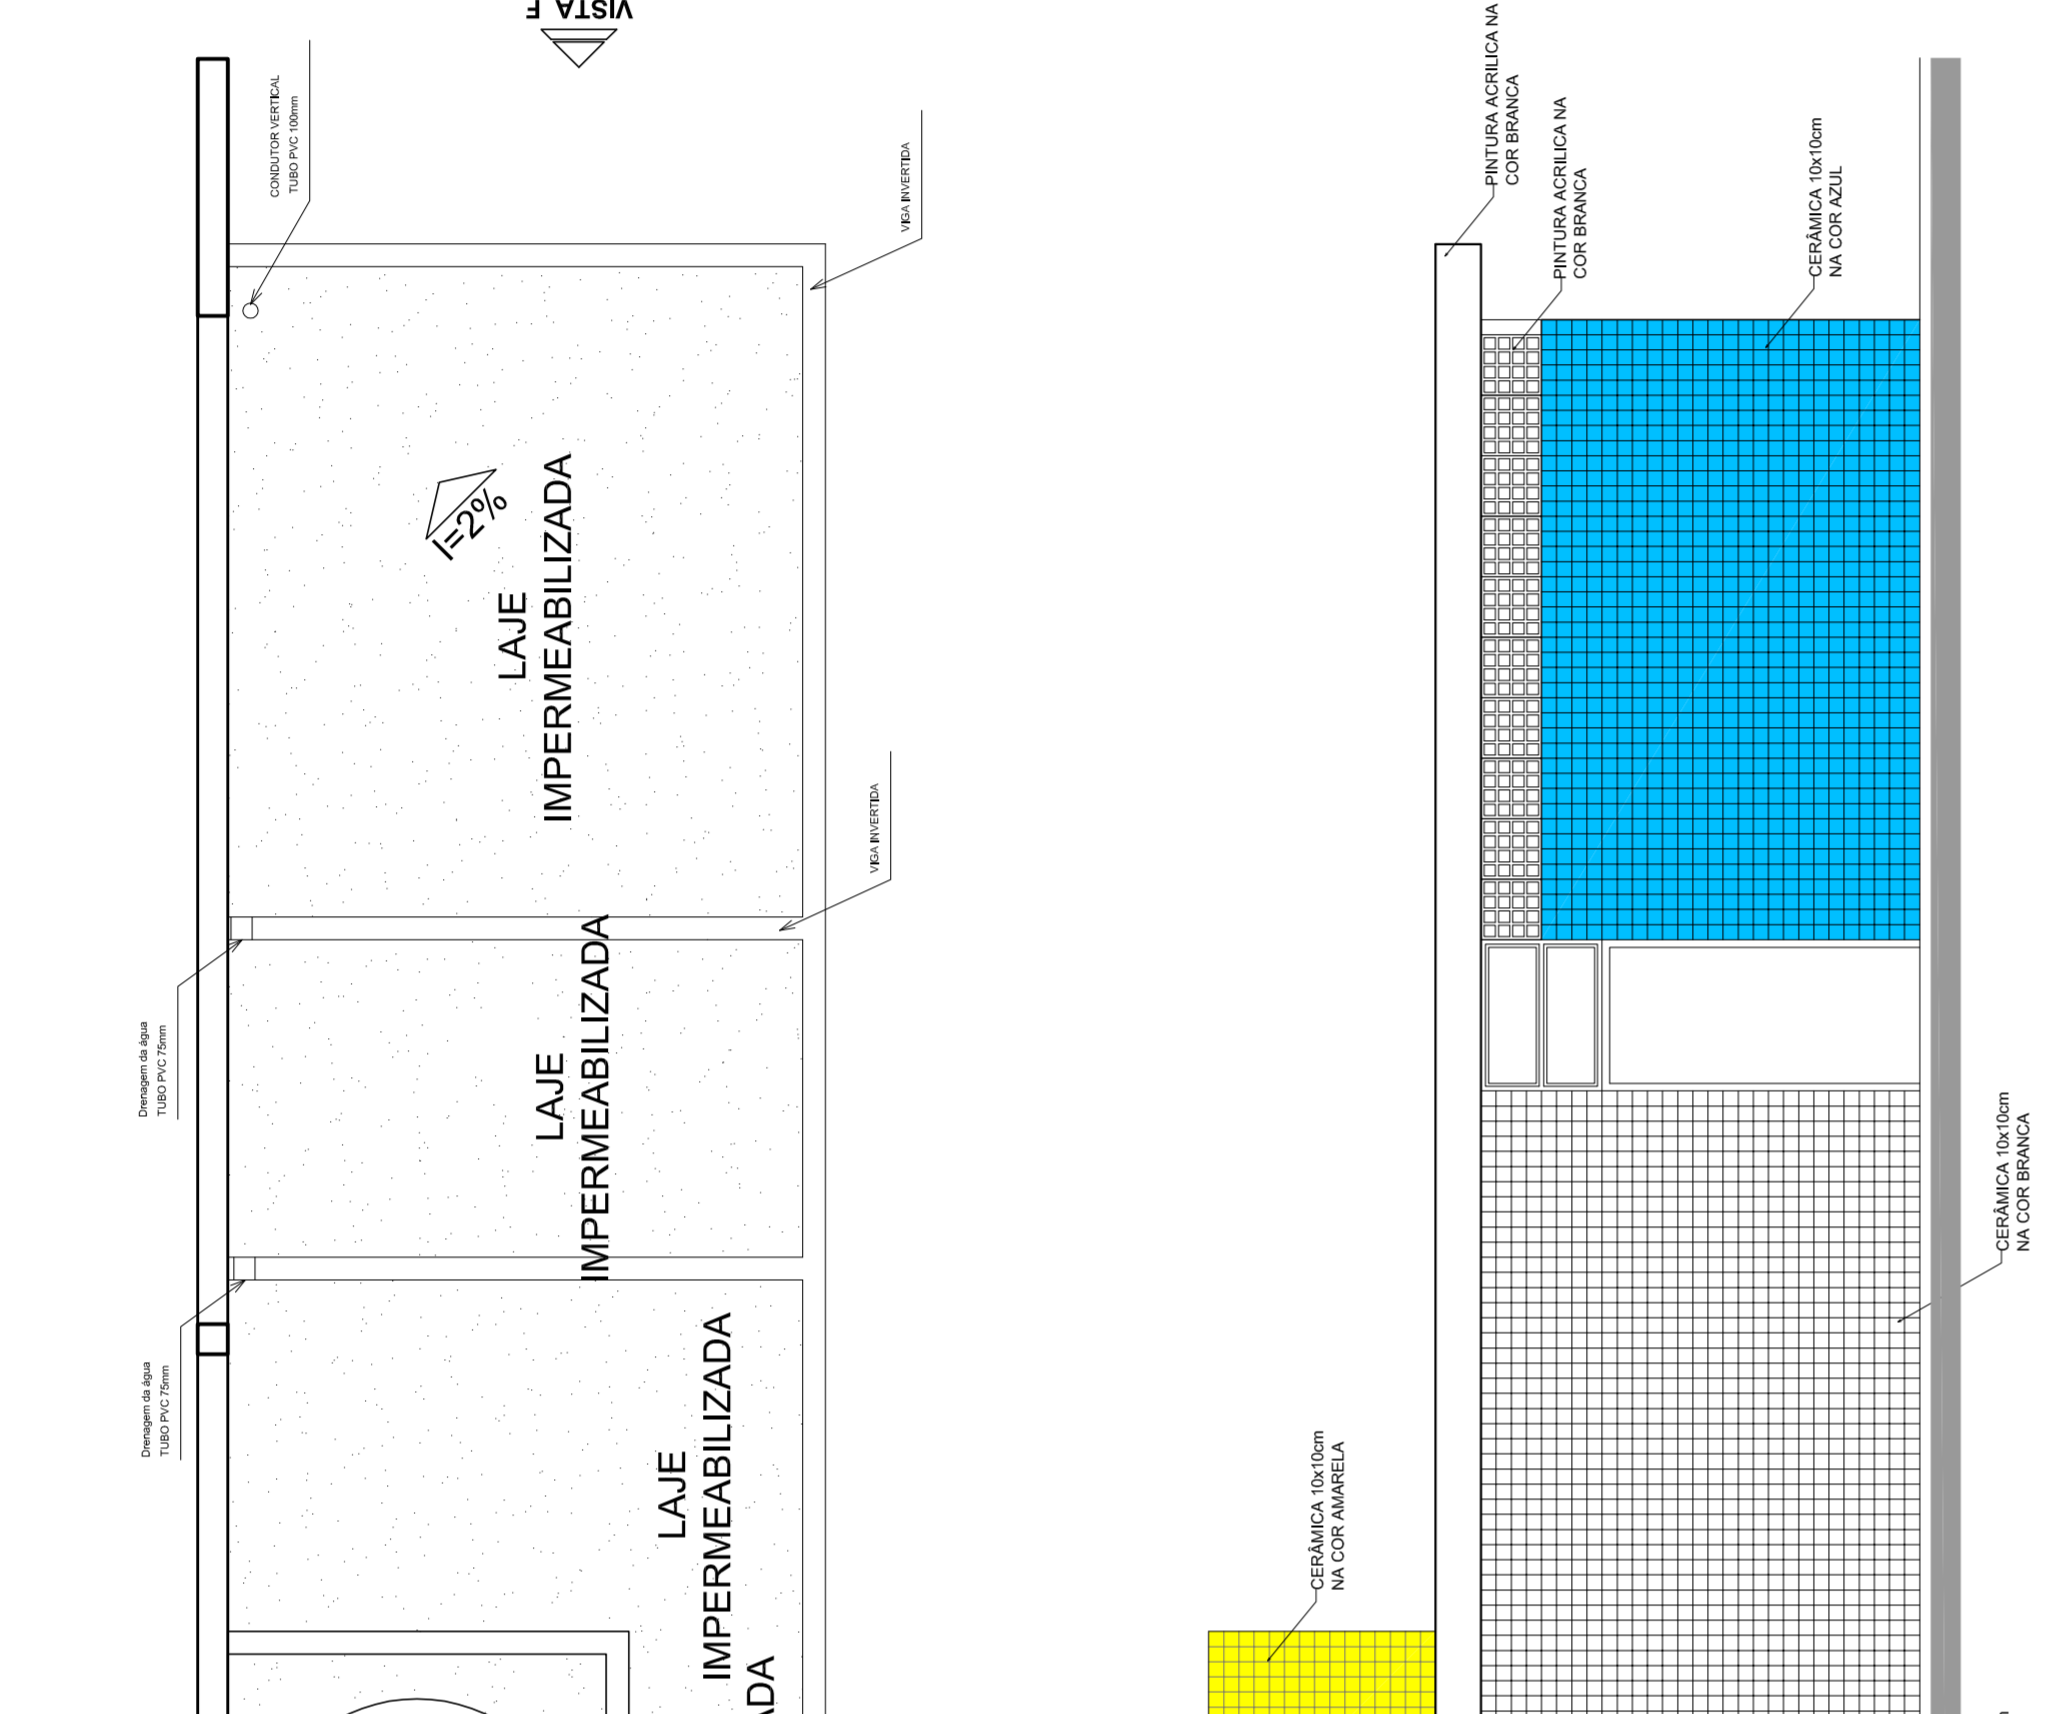 VISTA F
CONDUTOR VERTICAL
TUBO PVC 100mm
VIGA INVERTIDA
I=2%
LAJE
IMPERMEABILIZADA
VIGA INVERTIDA
Drenagem da água
TUBO PVC 75mm
LAJE
IMPERMEABILIZADA
Drenagem da água
TUBO PVC 75mm
LAJE
IMPERMEABILIZADA
ADA
PINTURA ACRILICA NA
COR BRANCA
PINTURA ACRILICA NA
COR BRANCA
CERÂMICA 10x10cm
NA COR AZUL
CERÂMICA 10x10cm
NA COR BRANCA
CERÂMICA 10x10cm
NA COR AMARELA